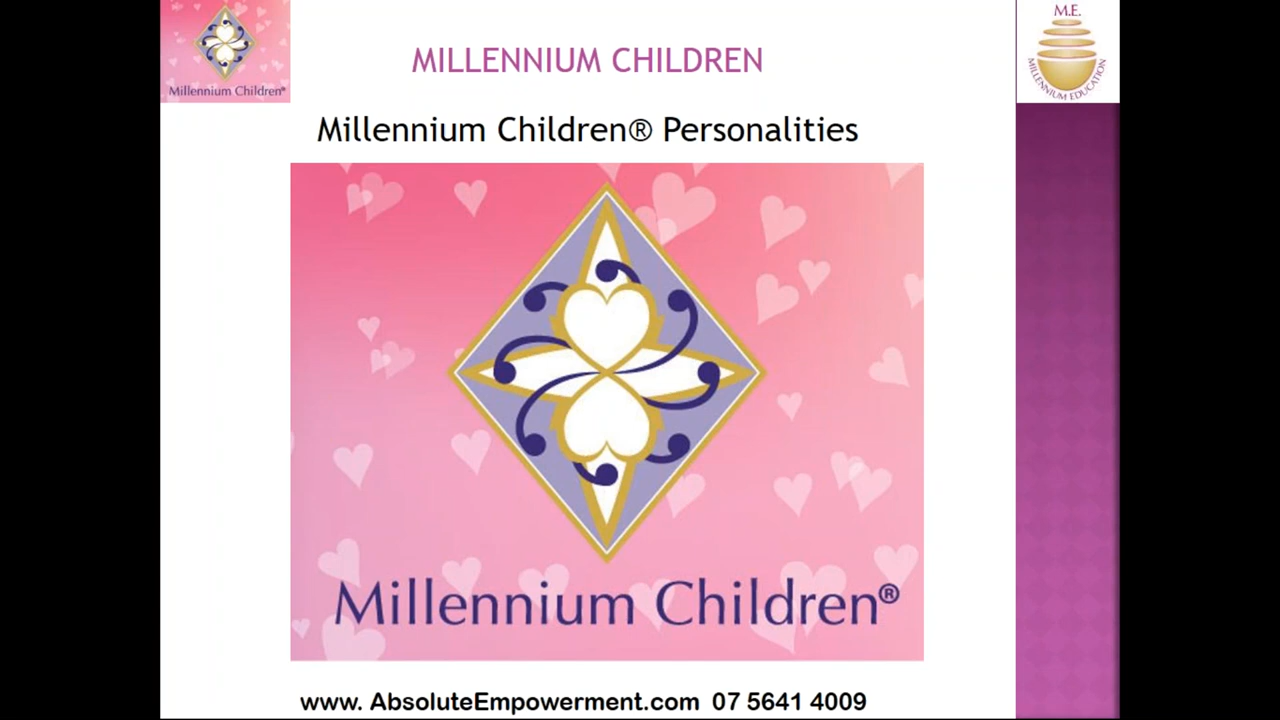 Millennium Children®
MILLENNIUM CHILDREN
M.E.
MILLENNIUM EDUCATION
Millennium Children® Personalities
Millennium Children®
www. AbsoluteEmpowerment.com 07 5641 4009